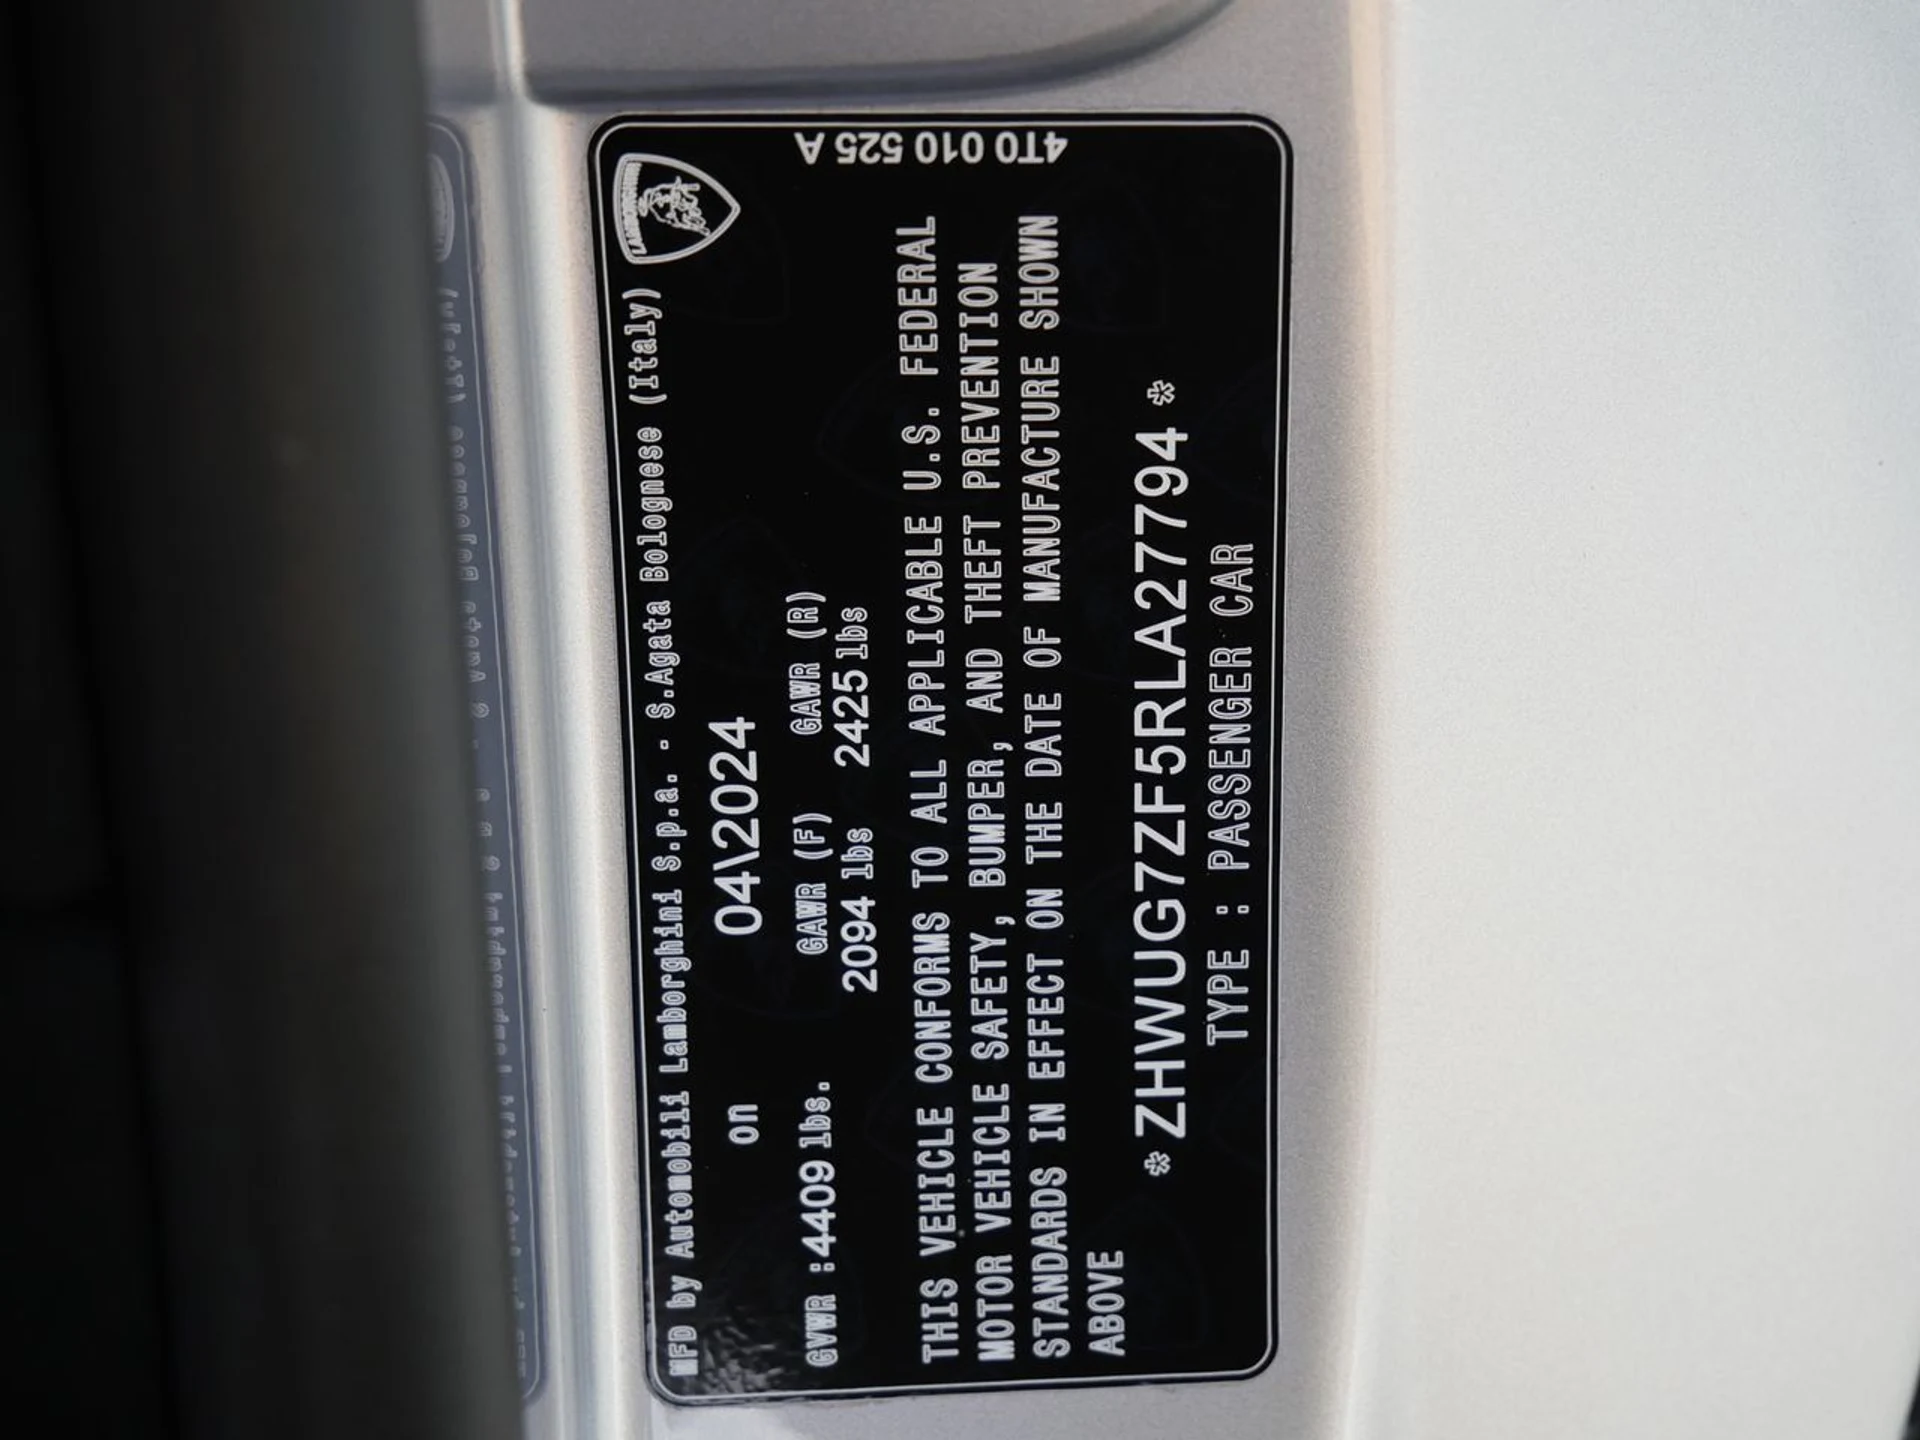 4T0 010 525 A
LAMBORGHINI
MFD by Automobili Lamborghini S.p.a. - S.Agata Bolognese (Italy)
on 04\2024
GVWR :4409 lbs. GAWR (F) GAWR (R)
2094 lbs 2425 lbs
THIS VEHICLE CONFORMS TO ALL APPLICABLE U.S. FEDERAL
MOTOR VEHICLE SAFETY, BUMPER, AND THEFT PREVENTION
STANDARDS IN EFFECT ON THE DATE OF MANUFACTURE SHOWN
ABOVE
* ZHWUG7ZF5RLA27794 *
TYPE : PASSENGER CAR